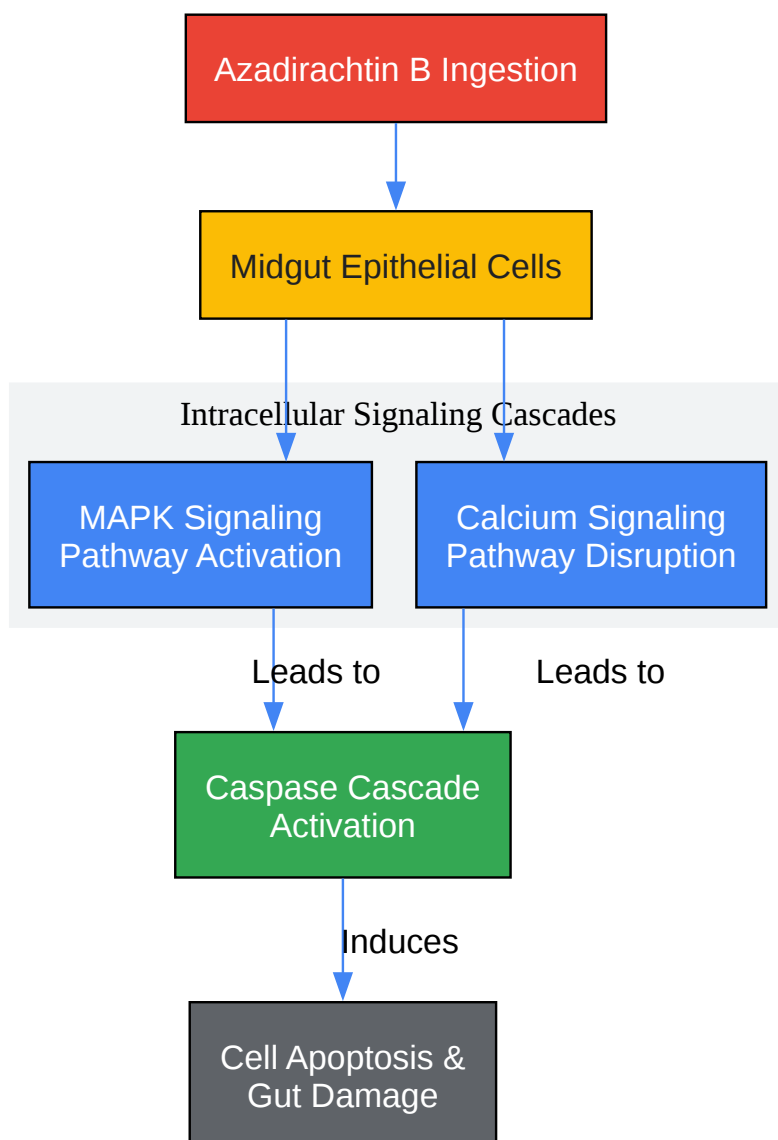 Azadirachtin B Ingestion
Midgut Epithelial Cells
Intracellular Signaling Cascades
MAPK Signaling
Pathway Activation
Calcium Signaling
Pathway Disruption
Leads to
Leads to
Caspase Cascade
Activation
Induces
Cell Apoptosis &
Gut Damage